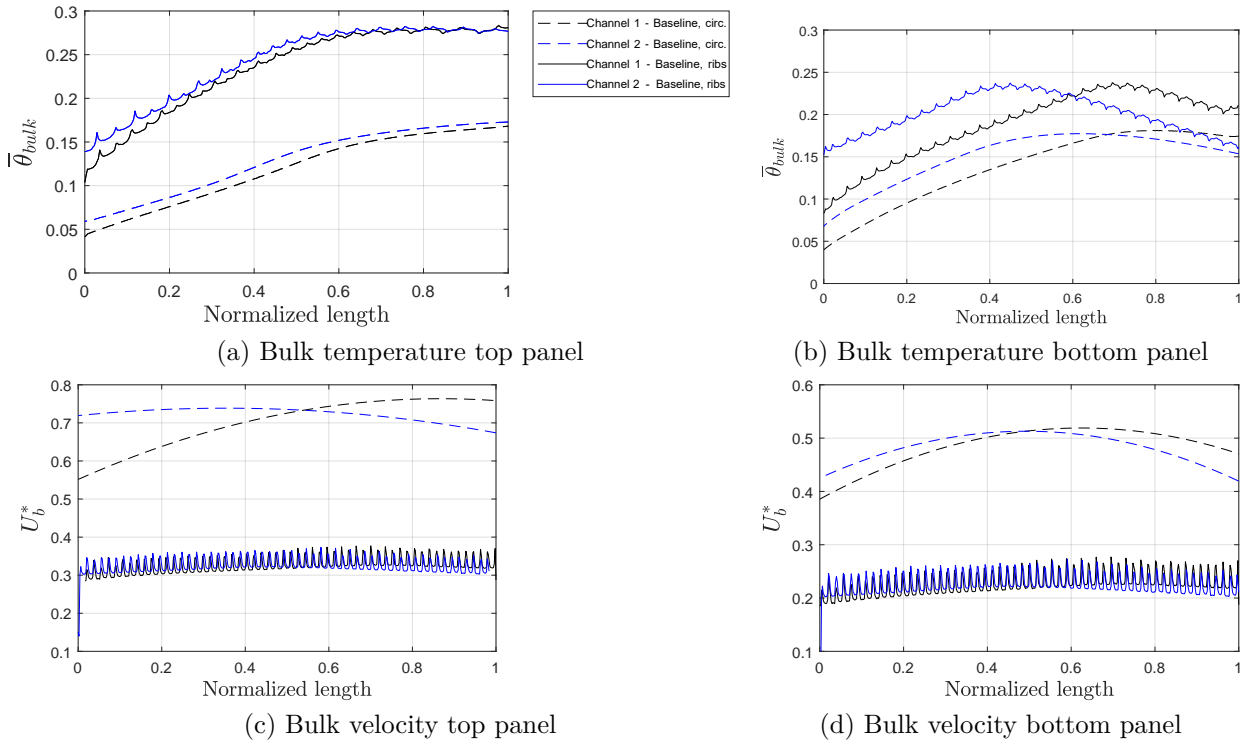 0.3
0.25
0.2
0.15
0.1
0.05
0
θ̅_bulk
0 0.2 0.4 0.6 0.8 1
Normalized length
(a) Bulk temperature top panel
Channel 1 - Baseline, circ.
Channel 2 - Baseline, circ.
Channel 1 - Baseline, ribs
Channel 2 - Baseline, ribs
0.3
0.25
0.2
0.15
0.1
0.05
0
θ̅_bulk
0 0.2 0.4 0.6 0.8 1
Normalized length
(b) Bulk temperature bottom panel
0.8
0.7
0.6
0.5
0.4
0.3
0.2
0.1
U_b^*
0 0.2 0.4 0.6 0.8 1
Normalized length
(c) Bulk velocity top panel
0.6
0.5
0.4
0.3
0.2
0.1
U_b^*
0 0.2 0.4 0.6 0.8 1
Normalized length
(d) Bulk velocity bottom panel